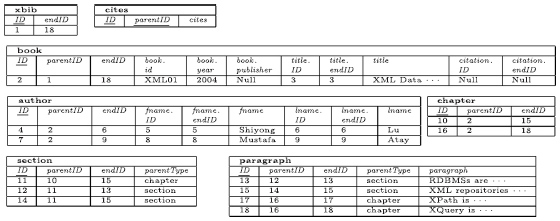 xbib
ID endID
1 18
cites
ID parentID cites
book
ID parentID endID book. id book. year book. publisher title. ID title. endID title citation. ID citation. endID
2 1 18 XML01 2004 Null 3 3 XML Data ··· Null Null
author
ID parentID endID fname. ID fname. endID fname lname. ID lname. endID lname
4 2 6 5 5 Shiyong 6 6 Lu
7 2 9 8 8 Mustafa 9 9 Atay
chapter
ID parentID endID
10 2 15
16 2 18
section
ID parentID endID parentType
11 10 15 chapter
12 11 13 section
14 11 15 section
paragraph
ID parentID endID parentType paragraph
13 12 13 section RDBMSs are ···
15 14 15 section XML repositories ···
17 16 17 chapter XPath is ···
18 16 18 chapter XQuery is ···